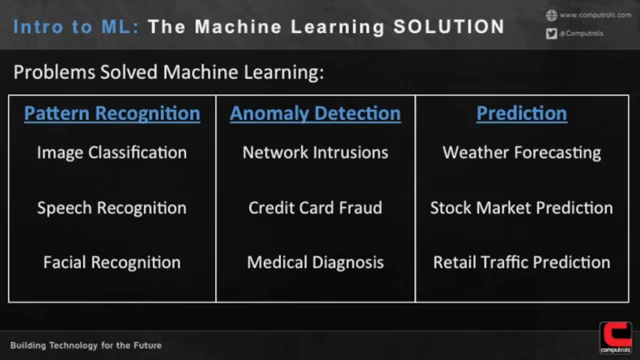 Intro to ML: The Machine Learning SOLUTION
www.computrols.com
@Computrols
Problems Solved Machine Learning:
Pattern Recognition
Anomaly Detection
Prediction
Image Classification
Network Intrusions
Weather Forecasting
Speech Recognition
Credit Card Fraud
Stock Market Prediction
Facial Recognition
Medical Diagnosis
Retail Traffic Prediction
Building Technology for the Future
computrols